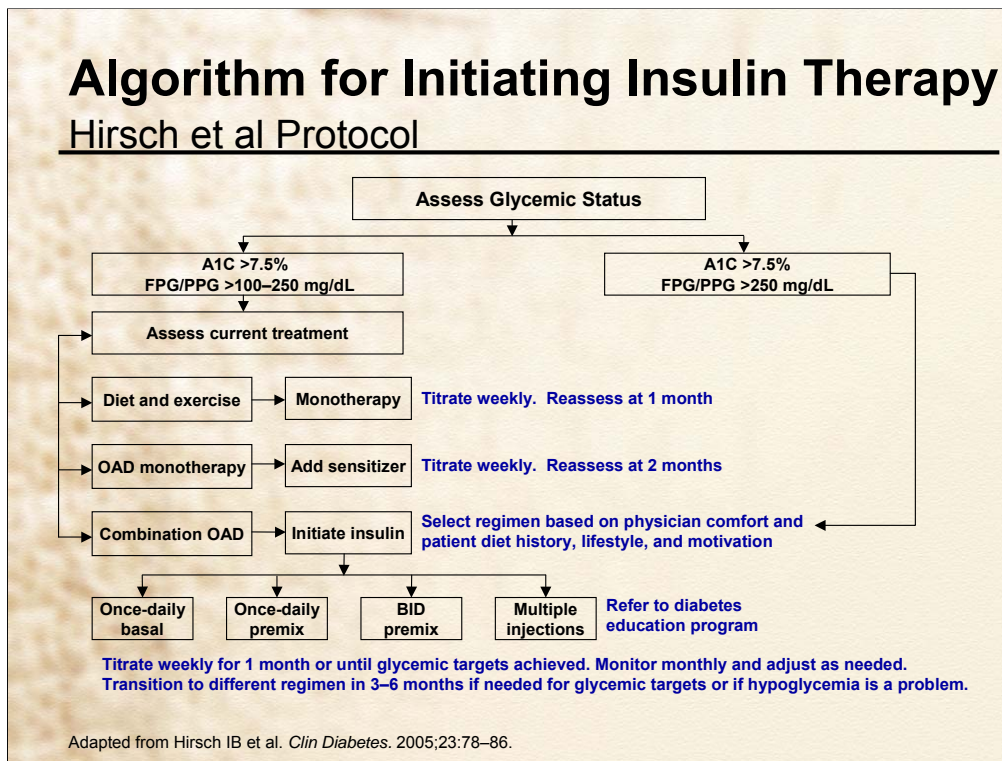 Algorithm for Initiating Insulin Therapy
Hirsch et al Protocol
Assess Glycemic Status
A1C >7.5%
FPG/PPG >100–250 mg/dL
A1C >7.5%
FPG/PPG >250 mg/dL
Assess current treatment
Diet and exercise
Monotherapy
Titrate weekly. Reassess at 1 month
OAD monotherapy
Add sensitizer
Titrate weekly. Reassess at 2 months
Combination OAD
Initiate insulin
Select regimen based on physician comfort and
patient diet history, lifestyle, and motivation
Once-daily
basal
Once-daily
premix
BID
premix
Multiple
injections
Refer to diabetes
education program
Titrate weekly for 1 month or until glycemic targets achieved. Monitor monthly and adjust as needed.
Transition to different regimen in 3–6 months if needed for glycemic targets or if hypoglycemia is a problem.
Adapted from Hirsch IB et al. Clin Diabetes. 2005;23:78–86.